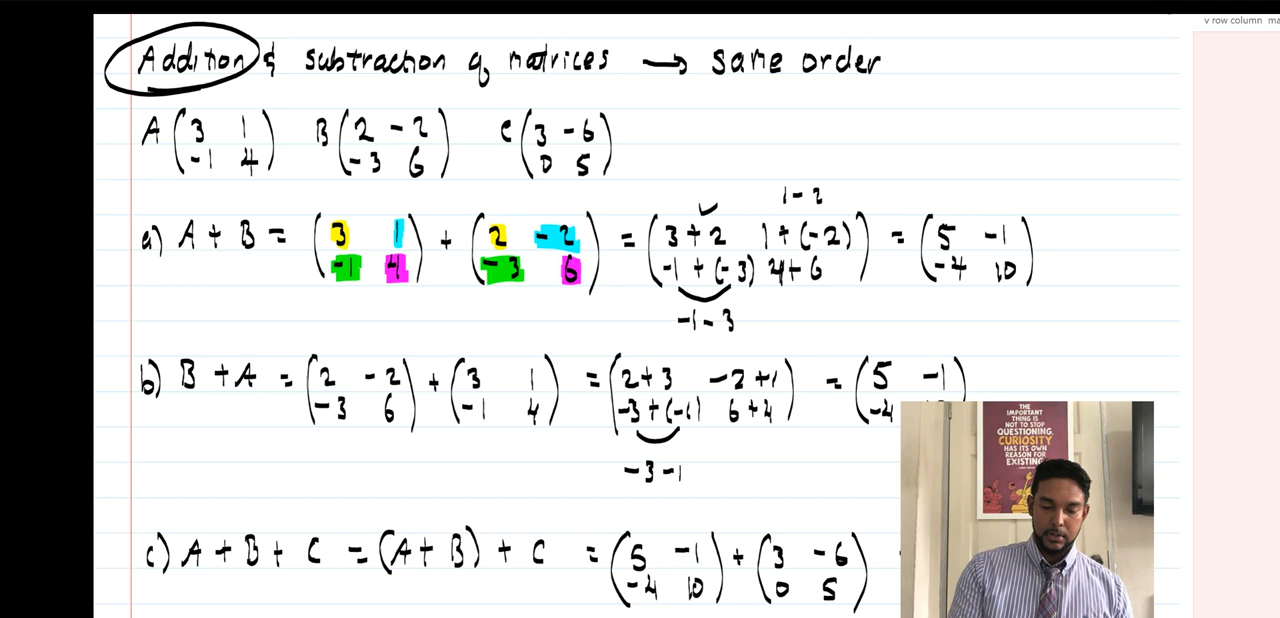 v row column ma
Addition & subtraction of matrices → same order
A (3 1 B (2 -2) C (3 -6)
-1 4) -3 6 0 5
1 - 2
a) A + B = (3 1) + (2 -2) = (3 + 2 1 + (-2)) = (5 -1)
-1 4 -3 6 -1 + (-3) 4 + 6 -4 10
-1 - 3
b) B + A = (2 -2) + (3 1) = (2 + 3 -2 + 1) = (5 -1)
-3 6 -1 4 -3 + (-1) 6 + 4 -4
-3 - 1
c) A + B + C = (A + B) + C = (5 -1) + (3 -6)
-4 10 0 5
THE
IMPORTANT
THING IS
NOT TO STOP
QUESTIONING.
CURIOSITY
HAS ITS OWN
REASON FOR
EXISTING